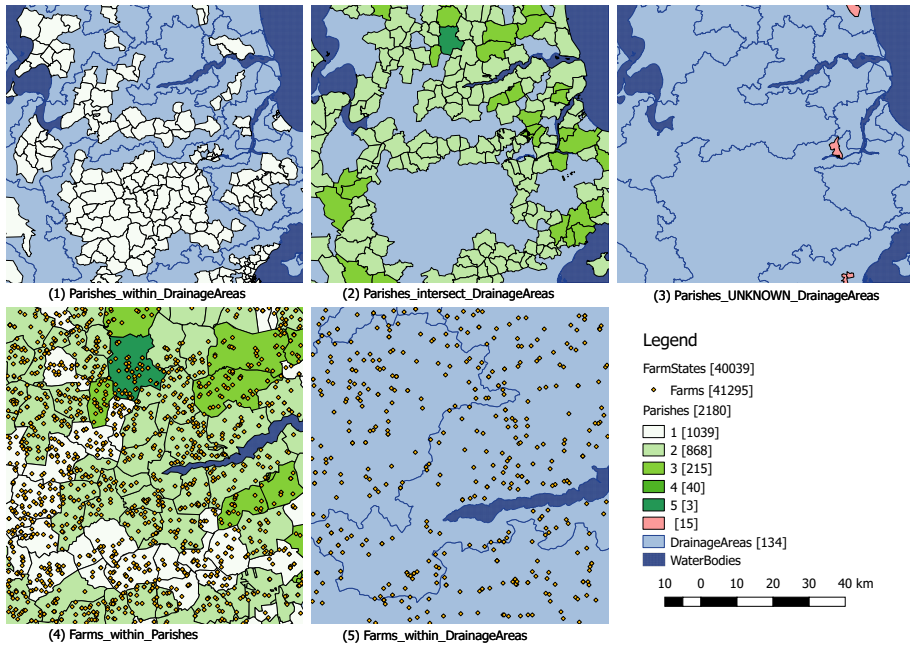 (1) Parishes_within_DrainageAreas
(2) Parishes_intersect_DrainageAreas
(3) Parishes_UNKNOWN_DrainageAreas
(4) Farms_within_Parishes
(5) Farms_within_DrainageAreas
Legend
FarmStates [40039]
Farms [41295]
Parishes [2180]
1 [1039]
2 [868]
3 [215]
4 [40]
5 [3]
[15]
DrainageAreas [134]
WaterBodies
10 0 10 20 30 40 km